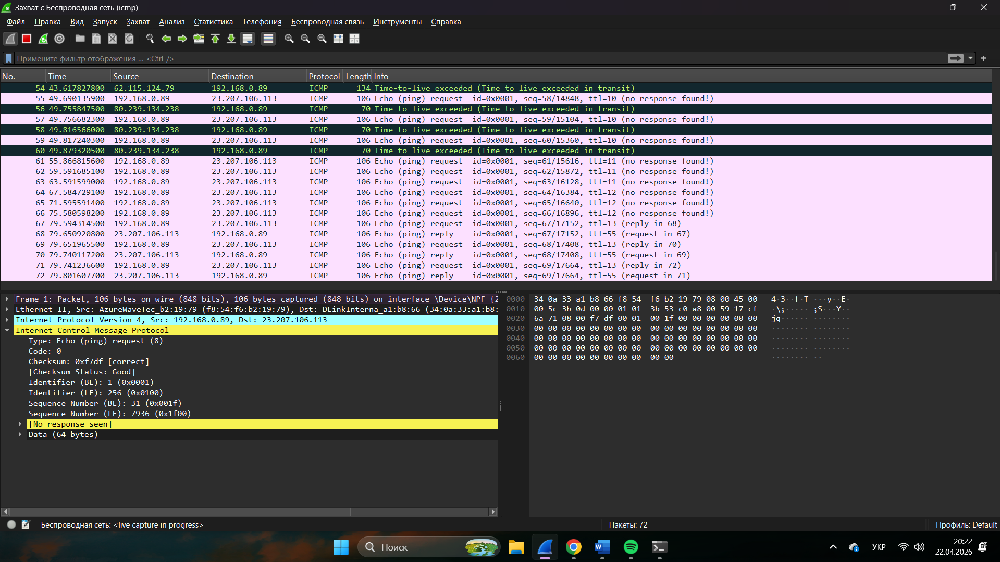 Захват с Беспроводная сеть (icmp)
Файл Правка Вид Запуск Захват Анализ Статистика Телефония Беспроводная связь Инструменты Справка
Примените фильтр отображения ... <Ctrl-/>
No. Time Source Destination Protocol Length Info
54 43.617827800 62.115.124.79 192.168.0.89 ICMP 134 Time-to-live exceeded (Time to live exceeded in transit)
55 49.690135900 192.168.0.89 23.207.106.113 ICMP 106 Echo (ping) request id=0x0001, seq=58/14848, ttl=10 (no response found!)
56 49.755847500 80.239.134.238 192.168.0.89 ICMP 70 Time-to-live exceeded (Time to live exceeded in transit)
57 49.756682300 192.168.0.89 23.207.106.113 ICMP 106 Echo (ping) request id=0x0001, seq=59/15104, ttl=10 (no response found!)
58 49.816566000 80.239.134.238 192.168.0.89 ICMP 70 Time-to-live exceeded (Time to live exceeded in transit)
59 49.817240300 192.168.0.89 23.207.106.113 ICMP 106 Echo (ping) request id=0x0001, seq=60/15360, ttl=10 (no response found!)
60 49.879320500 80.239.134.238 192.168.0.89 ICMP 70 Time-to-live exceeded (Time to live exceeded in transit)
61 55.866815600 192.168.0.89 23.207.106.113 ICMP 106 Echo (ping) request id=0x0001, seq=61/15616, ttl=11 (no response found!)
62 59.591685100 192.168.0.89 23.207.106.113 ICMP 106 Echo (ping) request id=0x0001, seq=62/15872, ttl=11 (no response found!)
63 63.591599000 192.168.0.89 23.207.106.113 ICMP 106 Echo (ping) request id=0x0001, seq=63/16128, ttl=11 (no response found!)
64 67.584729100 192.168.0.89 23.207.106.113 ICMP 106 Echo (ping) request id=0x0001, seq=64/16384, ttl=12 (no response found!)
65 71.595591400 192.168.0.89 23.207.106.113 ICMP 106 Echo (ping) request id=0x0001, seq=65/16640, ttl=12 (no response found!)
66 75.580598200 192.168.0.89 23.207.106.113 ICMP 106 Echo (ping) request id=0x0001, seq=66/16896, ttl=12 (no response found!)
67 79.594314500 192.168.0.89 23.207.106.113 ICMP 106 Echo (ping) request id=0x0001, seq=67/17152, ttl=13 (reply in 68)
68 79.650920800 23.207.106.113 192.168.0.89 ICMP 106 Echo (ping) reply id=0x0001, seq=67/17152, ttl=55 (request in 67)
69 79.651965500 192.168.0.89 23.207.106.113 ICMP 106 Echo (ping) request id=0x0001, seq=68/17408, ttl=13 (reply in 70)
70 79.740117200 23.207.106.113 192.168.0.89 ICMP 106 Echo (ping) reply id=0x0001, seq=68/17408, ttl=55 (request in 69)
71 79.741236600 192.168.0.89 23.207.106.113 ICMP 106 Echo (ping) request id=0x0001, seq=69/17664, ttl=13 (reply in 72)
72 79.801607700 23.207.106.113 192.168.0.89 ICMP 106 Echo (ping) reply id=0x0001, seq=69/17664, ttl=55 (request in 71)
Frame 1: Packet, 106 bytes on wire (848 bits), 106 bytes captured (848 bits) on interface \Device\NPF_{2
Ethernet II, Src: AzureWaveTec_b2:19:79 (f8:54:f6:b2:19:79), Dst: DLinkInterna_a1:b8:66 (34:0a:33:a1:b8:
Internet Protocol Version 4, Src: 192.168.0.89, Dst: 23.207.106.113
Internet Control Message Protocol
Type: Echo (ping) request (8)
Code: 0
Checksum: 0xf7df [correct]
[Checksum Status: Good]
Identifier (BE): 1 (0x0001)
Identifier (LE): 256 (0x0100)
Sequence Number (BE): 31 (0x001f)
Sequence Number (LE): 7936 (0x1f00)
[No response seen]
Data (64 bytes)
0000 34 0a 33 a1 b8 66 f8 54 f6 b2 19 79 08 00 45 00 4·3··f·T ···y··E·
0010 00 5c 3b 0d 00 00 01 01 3b 53 c0 a8 00 59 17 cf ·\;····· ;S···Y··
0020 6a 71 08 00 f7 df 00 01 00 1f 00 00 00 00 00 00 jq······ ········
0030 00 00 00 00 00 00 00 00 00 00 00 00 00 00 00 00 ········ ········
0040 00 00 00 00 00 00 00 00 00 00 00 00 00 00 00 00 ········ ········
0050 00 00 00 00 00 00 00 00 00 00 00 00 00 00 00 00 ········ ········
0060 00 00 00 00 00 00 00 00 00 00 ········ ··
Беспроводная сеть: <live capture in progress> Пакеты: 72 Профиль: Default
Поиск
УКР
20:22
22.04.2026